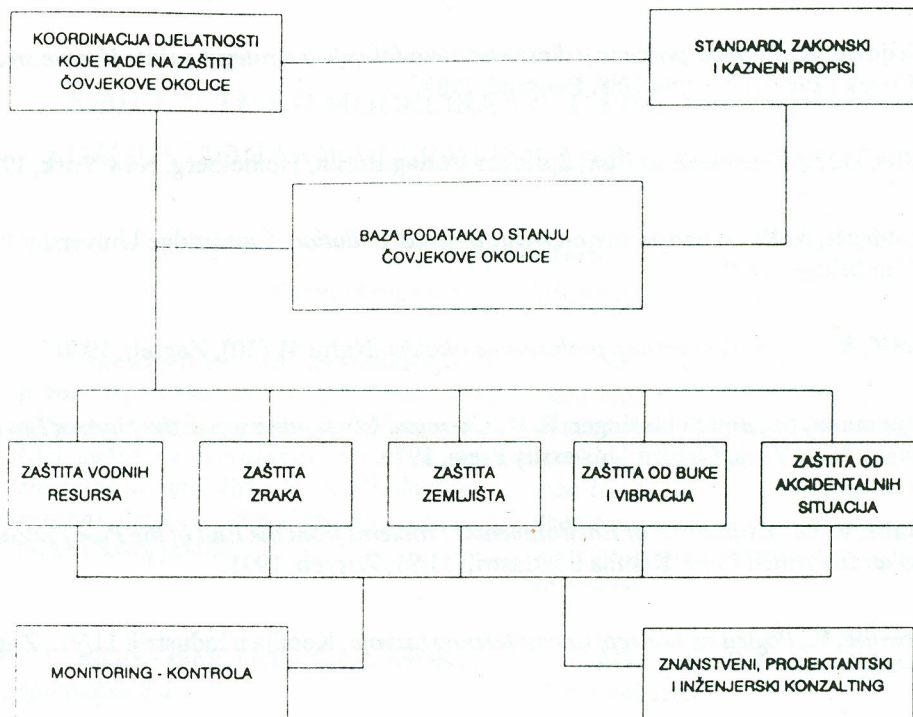 KOORDINACIJA DJELATNOSTI
KOJE RADE NA ZAŠTITI
ČOVJEKOVE OKOLICE
STANDARDI, ZAKONSKI
I KAZNENI PROPISI
BAZA PODATAKA O STANJU
ČOVJEKOVE OKOLICE
ZAŠTITA VODNIH
RESURSA
ZAŠTITA
ZRAKA
ZAŠTITA
ZEMLJIŠTA
ZAŠTITA OD BUKE
I VIBRACIJA
ZAŠTITA OD
AKCIDENTALNIH
SITUACIJA
MONITORING - KONTROLA
ZNANSTVENI, PROJEKTANTSKI
I INŽENJERSKI KONZALTING